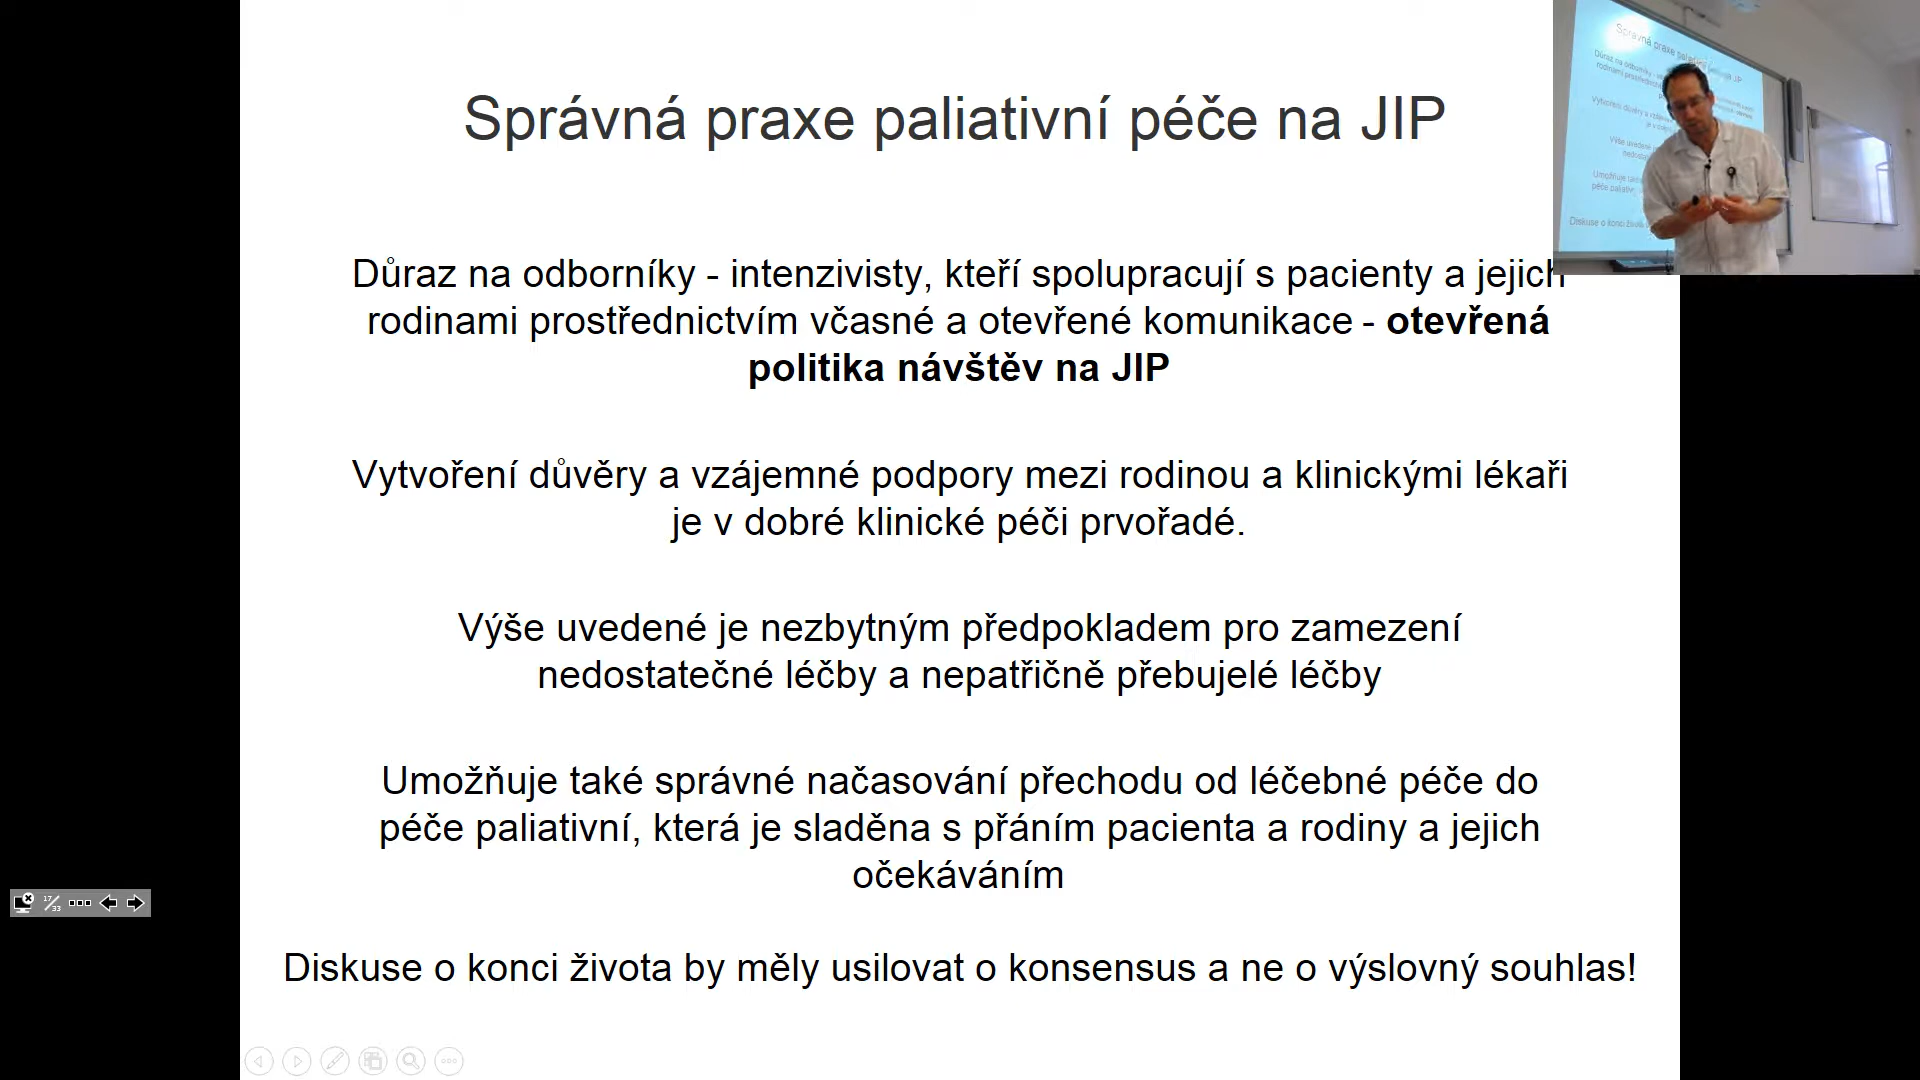 Správná praxe paliativní péče na JIP
Důraz na odborníky - intenzivisty, kteří spolupracují s pacienty a jejich
rodinami prostřednictvím včasné a otevřené komunikace - otevřená
politika návštěv na JIP
Vytvoření důvěry a vzájemné podpory mezi rodinou a klinickými lékaři
je v dobré klinické péči prvořadé.
Výše uvedené je nezbytným předpokladem pro zamezení
nedostatečné léčby a nepatřičně přebujelé léčby
Umožňuje také správné načasování přechodu od léčebné péče do
péče paliativní, která je sladěna s přáním pacienta a rodiny a jejich
očekáváním
Diskuse o konci života by měly usilovat o konsensus a ne o výslovný souhlas!
17/33